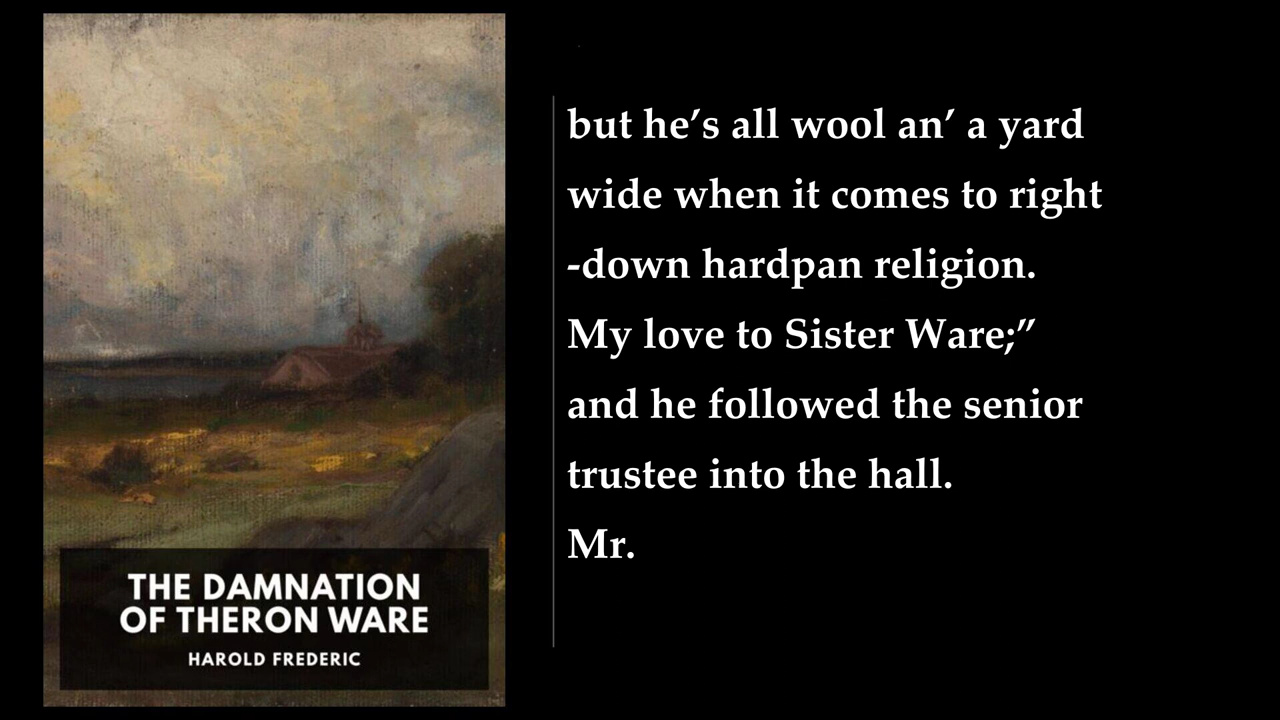 THE DAMNATION
OF THERON WARE
HAROLD FREDERIC
but he’s all wool an’ a yard
wide when it comes to right
-down hardpan religion.
My love to Sister Ware;”
and he followed the senior
trustee into the hall.
Mr.